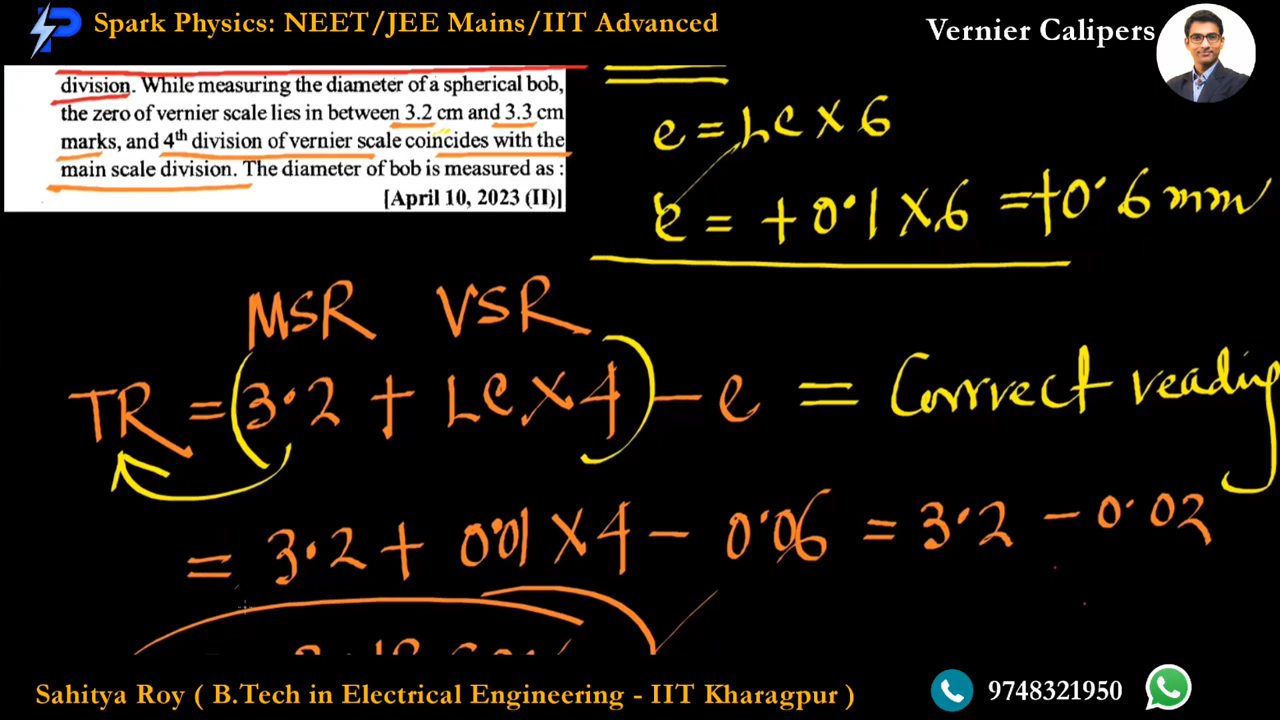 Spark Physics: NEET/JEE Mains/IIT Advanced
Vernier Calipers
division. While measuring the diameter of a spherical bob,
the zero of vernier scale lies in between 3.2 cm and 3.3 cm
marks, and 4th division of vernier scale coincides with the
main scale division. The diameter of bob is measured as :
[April 10, 2023 (II)]
e = LC × 6
e = +0.1 × 6 = +0.6 mm
MSR VSR
TR = (3.2 + LC × 4) - e = Correct reading
= 3.2 + 0.01 × 4 - 0.06 = 3.2 - 0.02
Sahitya Roy ( B.Tech in Electrical Engineering - IIT Kharagpur )
9748321950